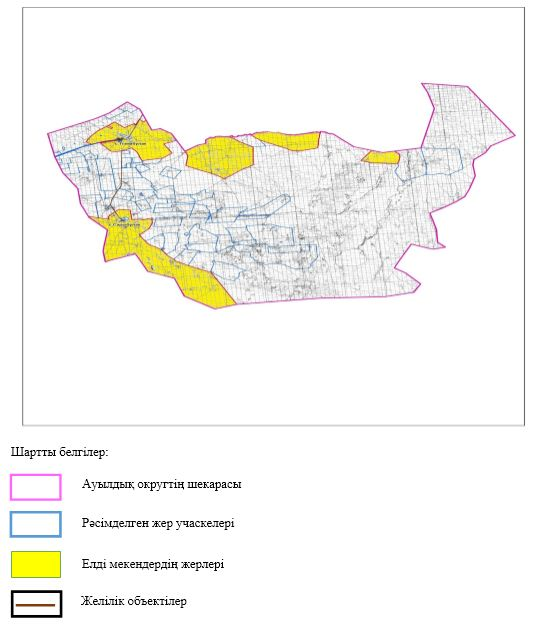 Шартты белгілер:
Ауылдық округтің шекарасы
Рәсімделген жер учаскелері
Елді мекендердің жерлері
Желілік объектілер